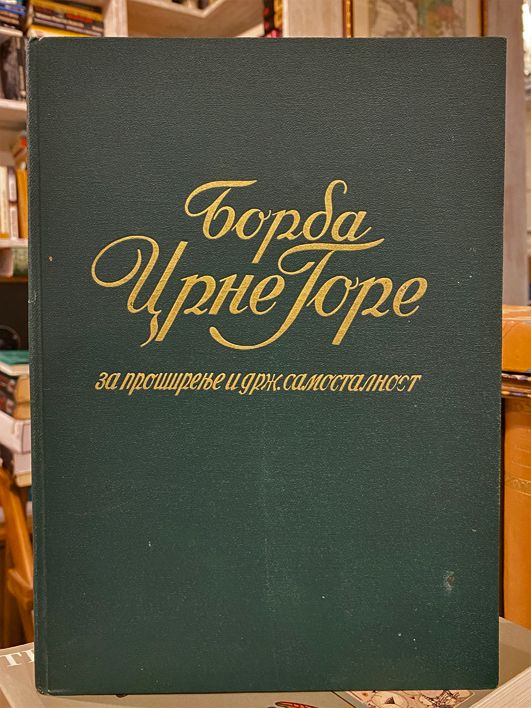 Борба
Црне Горе
за проширење и држ. самосталност